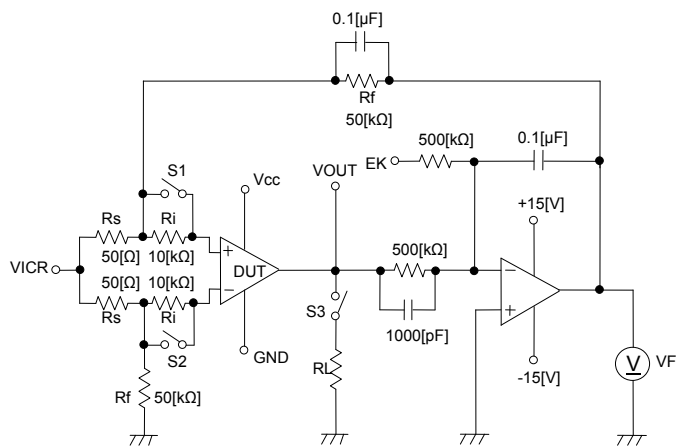 0.1[µF]
Rf
50[kΩ]
500[kΩ]
0.1[µF]
EK
VOUT
S1
Vcc
+15[V]
Rs
Ri
50[Ω]
10[kΩ]
500[kΩ]
VICR
+
DUT
−
−
+
50[Ω]
10[kΩ]
Rs
Ri
S3
1000[pF]
S2
GND
RL
-15[V]
V
VF
Rf
50[kΩ]